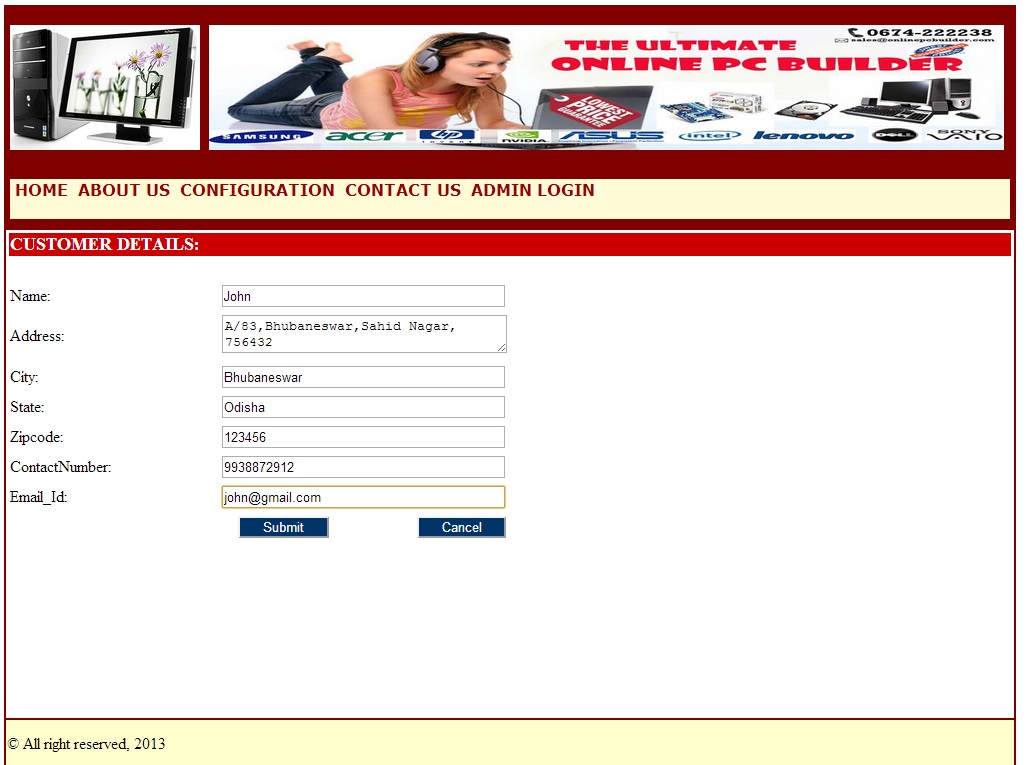 THE ULTIMATE
ONLINE PC BUILDER
0674-222238
sales@onlinepcbuilder.com
LOWEST
PRICE
GUARANTEE
SAMSUNG acer hp NVIDIA ASUS intel lenovo DELL SONY
invent VAIO
HOME ABOUT US CONFIGURATION CONTACT US ADMIN LOGIN
CUSTOMER DETAILS:
Name: John
Address: A/83,Bhubaneswar,Sahid Nagar,
756432
City: Bhubaneswar
State: Odisha
Zipcode: 123456
ContactNumber: 9938872912
Email_Id: john@gmail.com
Submit Cancel
© All right reserved, 2013